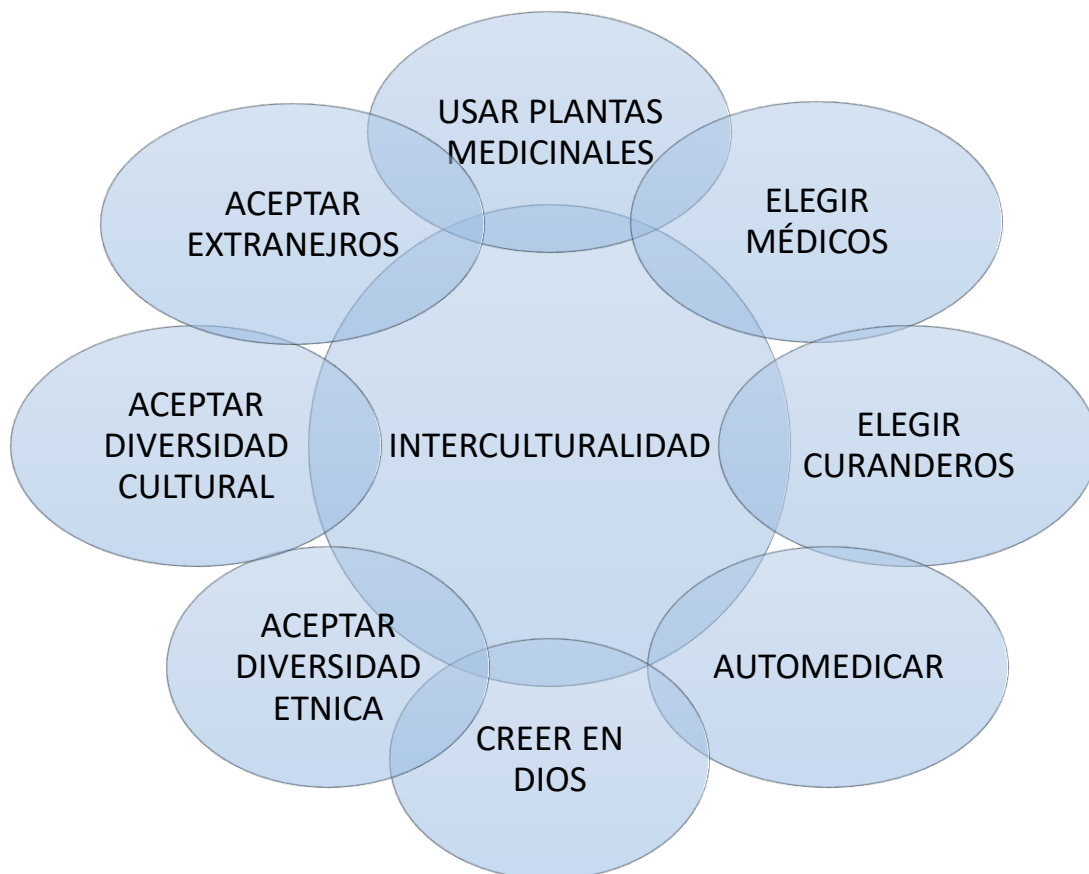 USAR PLANTAS
MEDICINALES
ELEGIR
MÉDICOS
ELEGIR
CURANDEROS
AUTOMEDICAR
CREER EN
DIOS
ACEPTAR
DIVERSIDAD
ETNICA
ACEPTAR
DIVERSIDAD
CULTURAL
ACEPTAR
EXTRANEJROS
INTERCULTURALIDAD